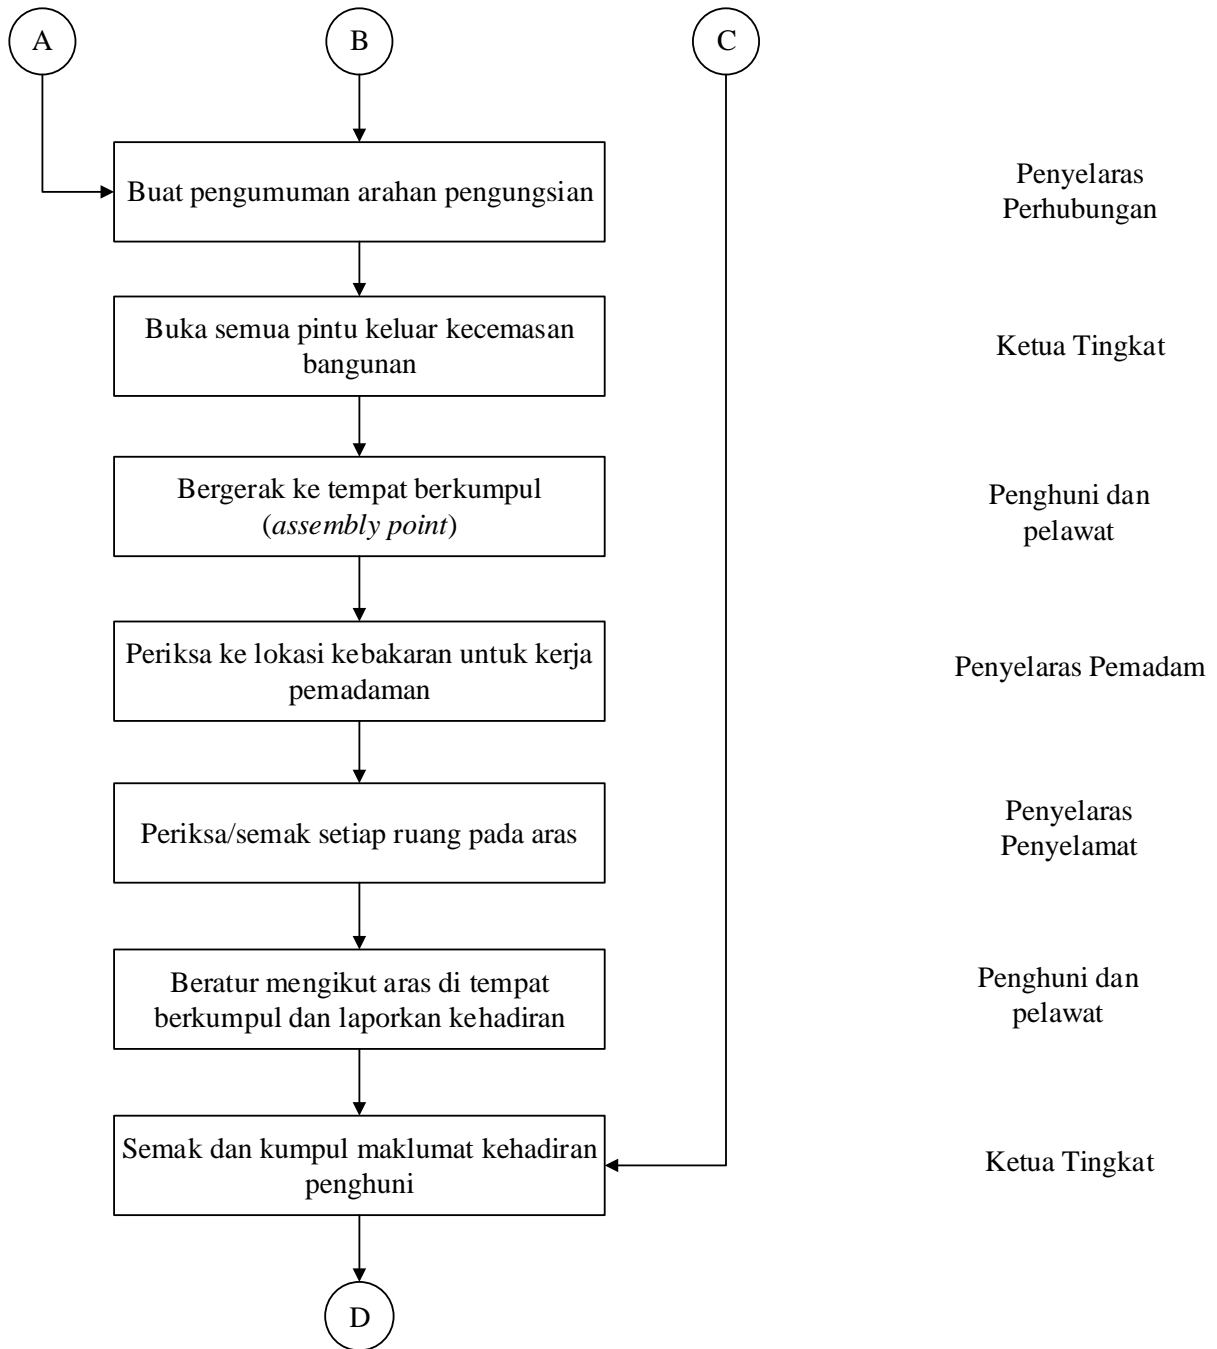 A
B
C
Buat pengumuman arahan pengungsian
Penyelaras
Perhubungan
Buka semua pintu keluar kecemasan
bangunan
Ketua Tingkat
Bergerak ke tempat berkumpul
(assembly point)
Penghuni dan
pelawat
Periksa ke lokasi kebakaran untuk kerja
pemadaman
Penyelaras Pemadam
Periksa/semak setiap ruang pada aras
Penyelaras
Penyelamat
Beratur mengikut aras di tempat
berkumpul dan laporkan kehadiran
Penghuni dan
pelawat
Semak dan kumpul maklumat kehadiran
penghuni
Ketua Tingkat
D